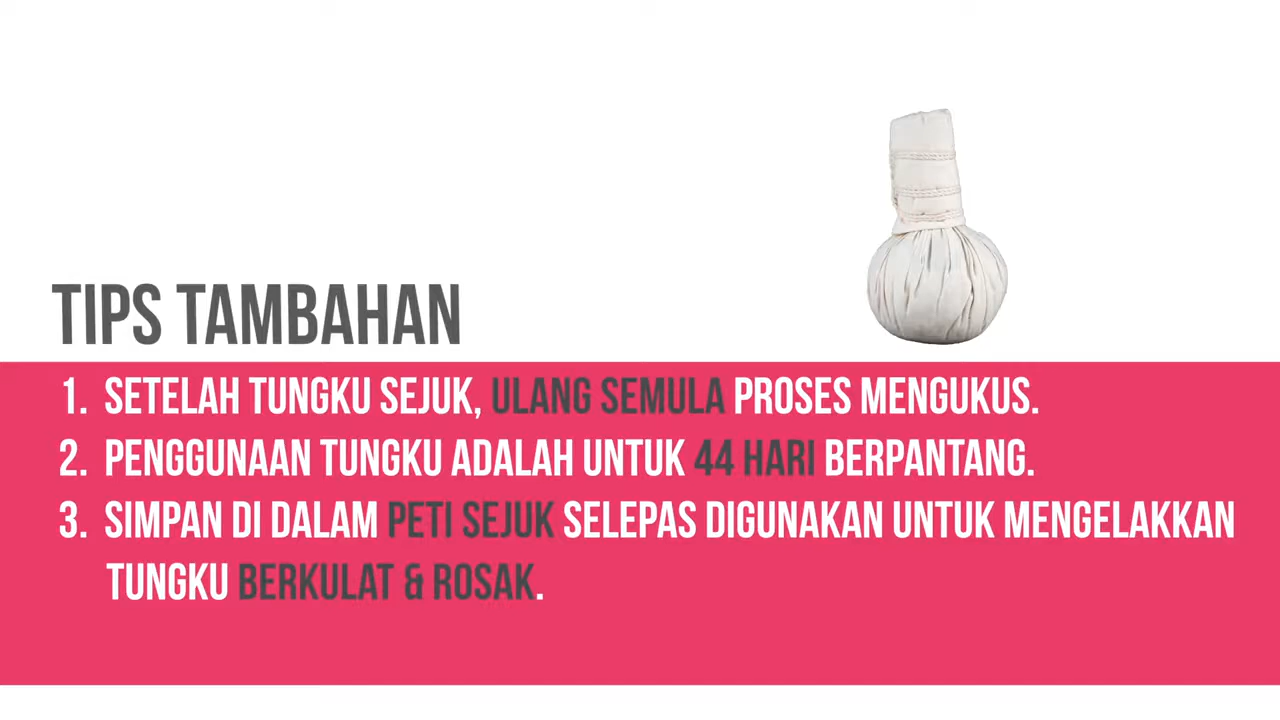 TIPS TAMBAHAN
1. SETELAH TUNGKU SEJUK, ULANG SEMULA PROSES MENGUKUS.
2. PENGGUNAAN TUNGKU ADALAH UNTUK 44 HARI BERPANTANG.
3. SIMPAN DI DALAM PETI SEJUK SELEPAS DIGUNAKAN UNTUK MENGELAKKAN
TUNGKU BERKULAT & ROSAK.